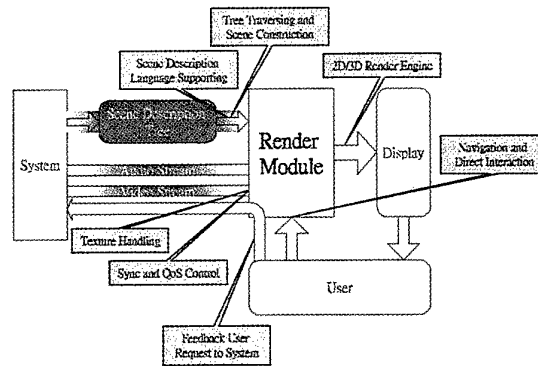 Tree Traversing and
Scene Construction
Scene Description
Language Supporting
2D/3D Render Engine
Scene Description
Tree
System
Render
Module
Display
Navigation and
Direct Interaction
Audio Stream
Video Stream
Texture Handling
Sync and QoS Control
User
Feedback User
Request to System